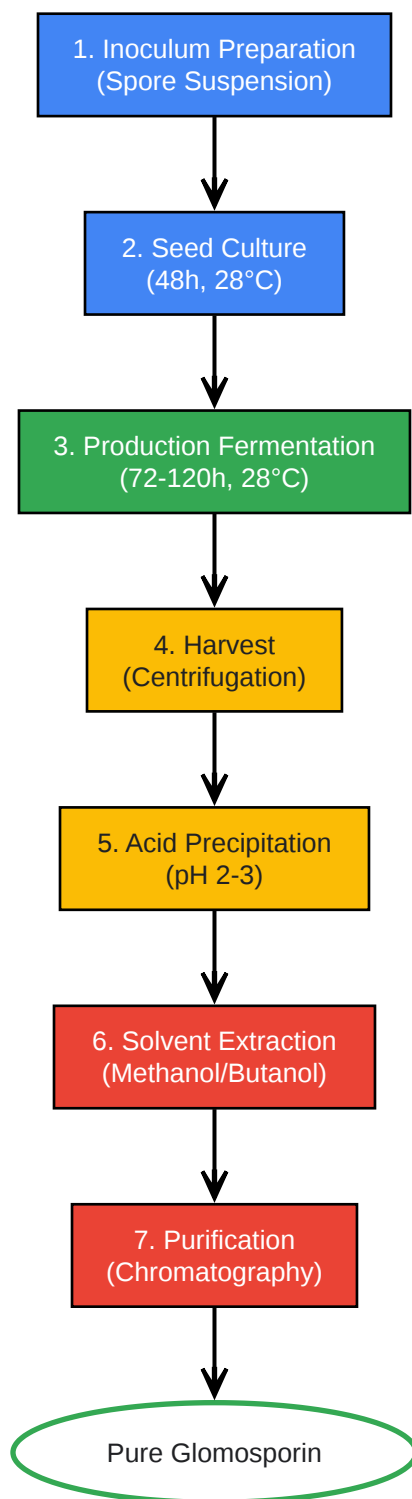 1. Inoculum Preparation
(Spore Suspension)
2. Seed Culture
(48h, 28°C)
3. Production Fermentation
(72-120h, 28°C)
4. Harvest
(Centrifugation)
5. Acid Precipitation
(pH 2-3)
6. Solvent Extraction
(Methanol/Butanol)
7. Purification
(Chromatography)
Pure Glomosporin